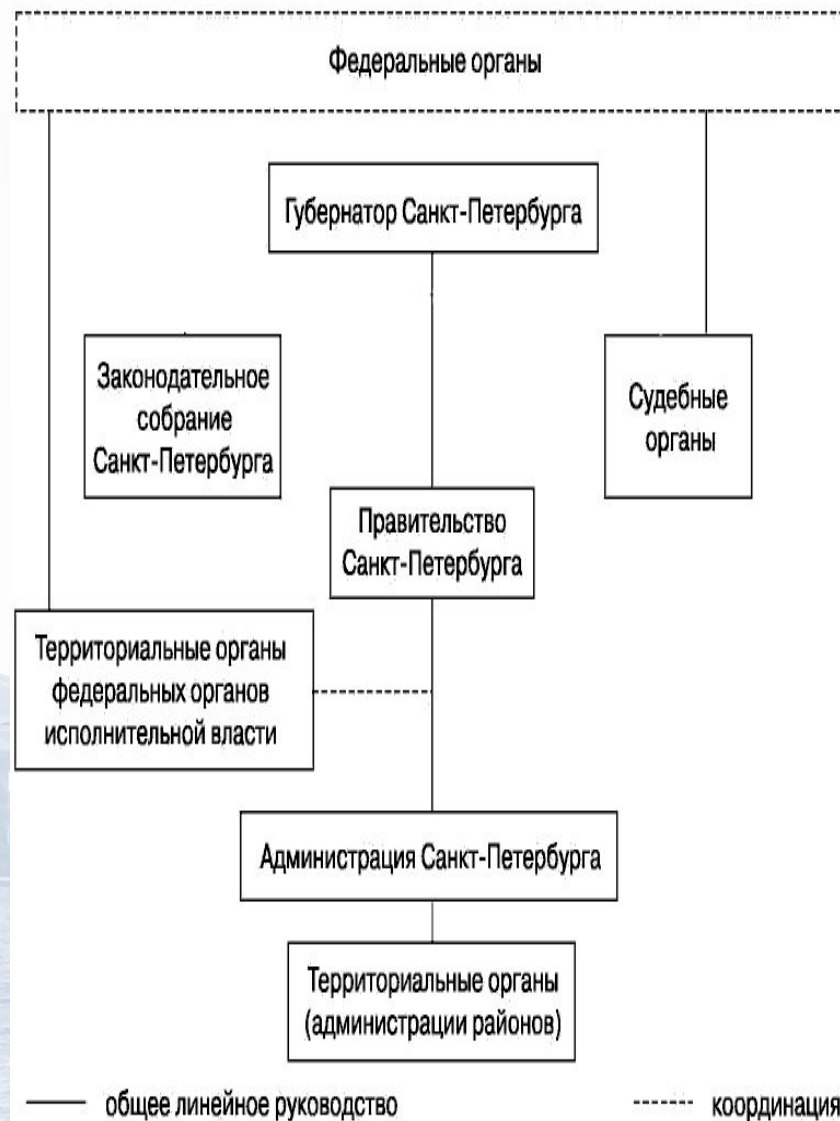 Федеральные органы
Губернатор Санкт-Петербурга
Законодательное
собрание
Санкт-Петербурга
Судебные
органы
Правительство
Санкт-Петербурга
Территориальные органы
федеральных органов
исполнительной власти
Администрация Санкт-Петербурга
Территориальные органы
(администрации районов)
общее линейное руководство
координация